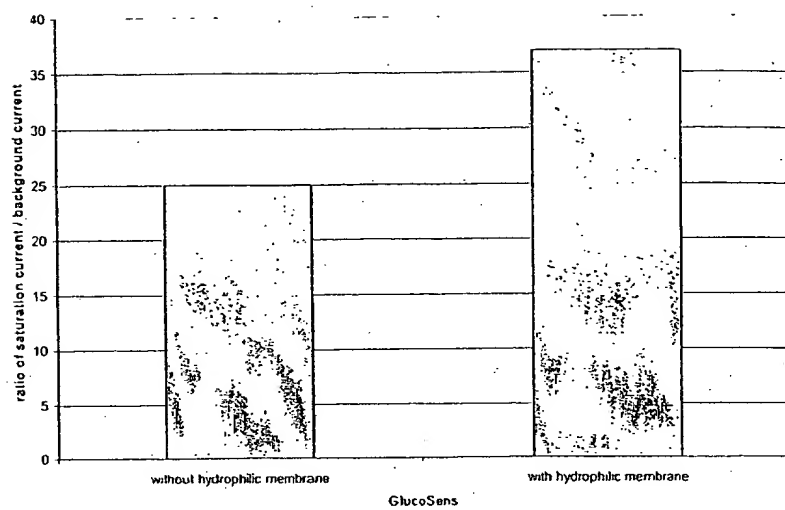 40
35
30
25
20
15
10
5
0
ratio of saturation current / background current
without hydrophilic membrane
with hydrophilic membrane
GlucoSens